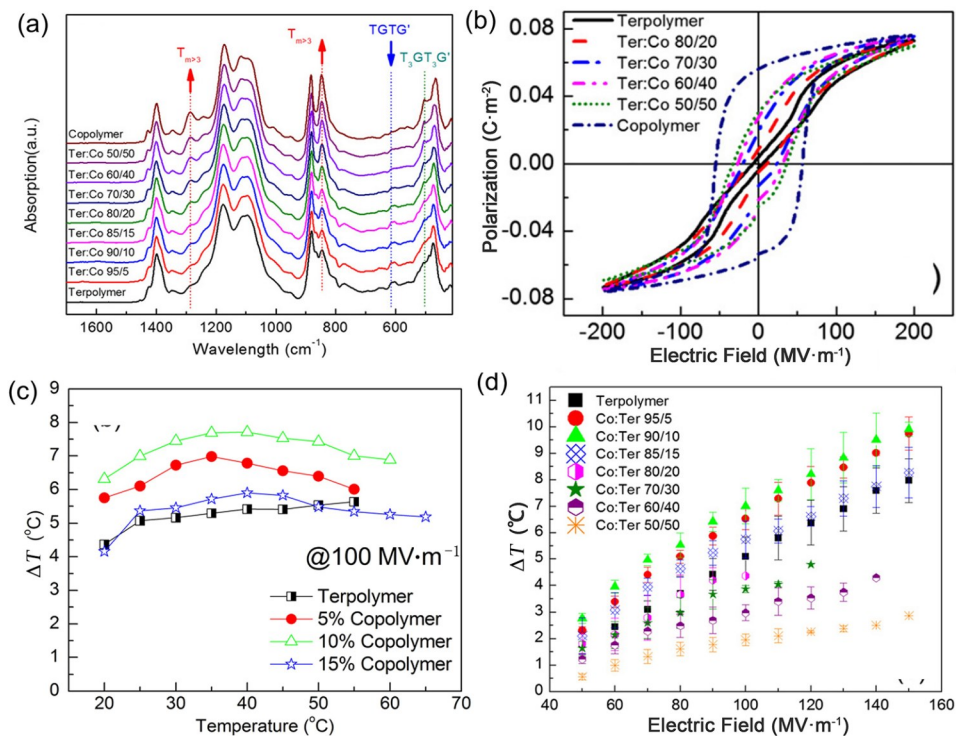 (a)
T_m>3
T_m>3
TGTG'
T_3GT_3G'
Absorption(a.u.)
Copolymer
Ter:Co 50/50
Ter:Co 60/40
Ter:Co 70/30
Ter:Co 80/20
Ter:Co 85/15
Ter:Co 90/10
Ter:Co 95/5
Terpolymer
1600 1400 1200 1000 800 600
Wavelength (cm⁻¹)
(b)
Polarization (C·m⁻²)
0.08
0.04
0.00
-0.04
-0.08
Terpolymer
Ter:Co 80/20
Ter:Co 70/30
Ter:Co 60/40
Ter:Co 50/50
Copolymer
)
-200 -100 0 100 200
Electric Field (MV·m⁻¹)
(c)
ΔT (°C)
9
8
7
6
5
4
3
2
1
0
@100 MV·m⁻¹
Terpolymer
5% Copolymer
10% Copolymer
15% Copolymer
20 30 40 50 60 70
Temperature (°C)
(d)
ΔT (℃)
11
10
9
8
7
6
5
4
3
2
1
0
Terpolymer
Co:Ter 95/5
Co:Ter 90/10
Co:Ter 85/15
Co:Ter 80/20
Co:Ter 70/30
Co:Ter 60/40
Co:Ter 50/50
40 60 80 100 120 140 160
Electric Field (MV·m⁻¹)